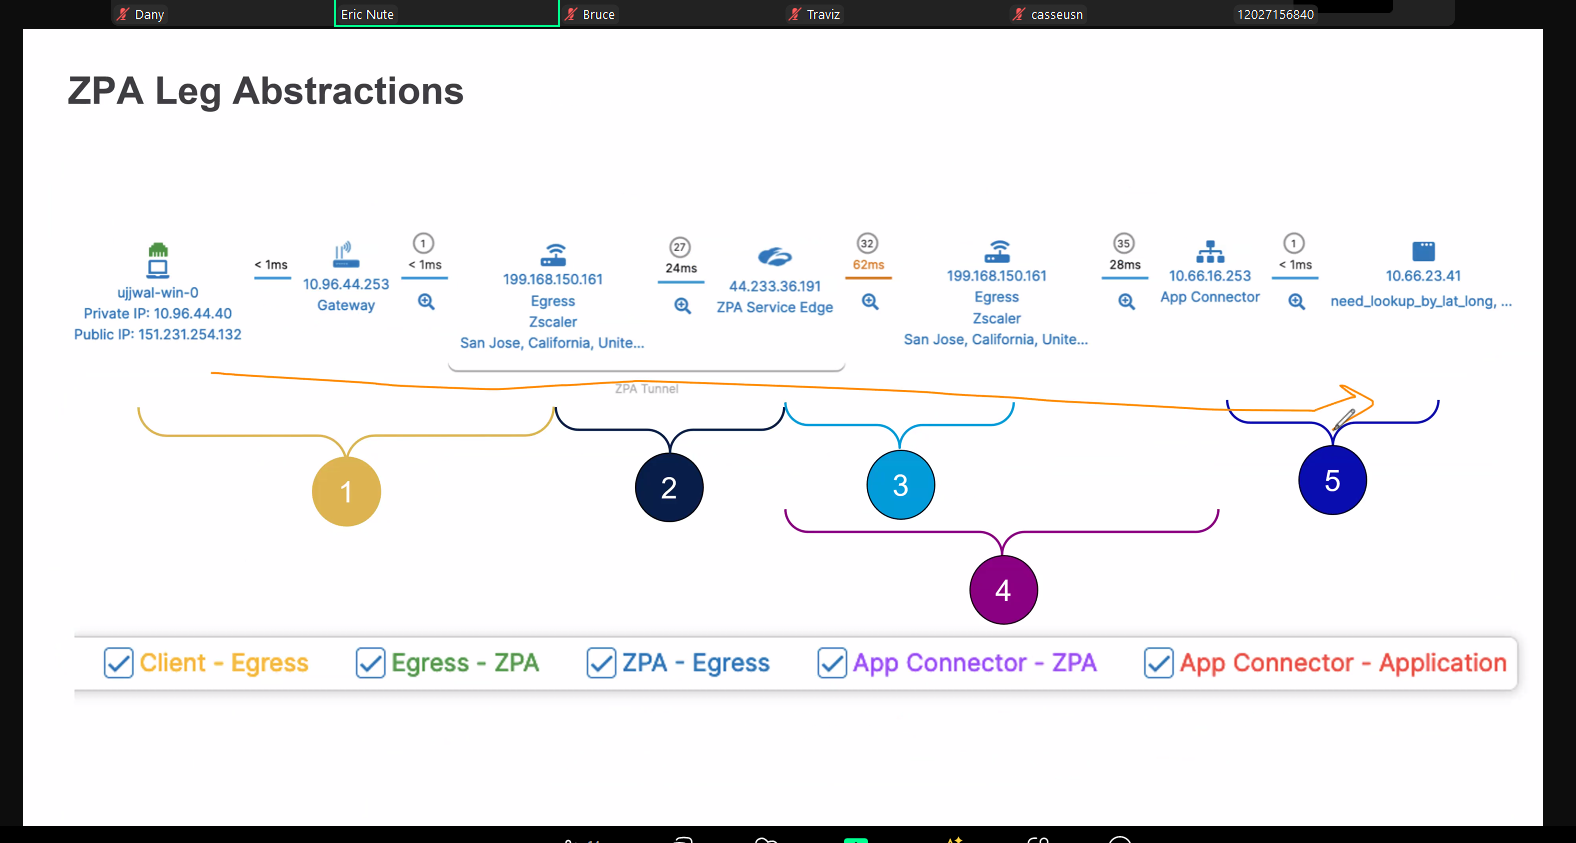 Dany
Eric Nute
Bruce
Traviz
casseusn
12027156840
ZPA Leg Abstractions
ujjwal-win-0
Private IP: 10.96.44.40
Public IP: 151.231.254.132
< 1ms
10.96.44.253
Gateway
1
< 1ms
199.168.150.161
Egress
Zscaler
San Jose, California, Unite...
27
24ms
44.233.36.191
ZPA Service Edge
32
62ms
199.168.150.161
Egress
Zscaler
San Jose, California, Unite...
35
28ms
10.66.16.253
App Connector
1
< 1ms
10.66.23.41
need_lookup_by_lat_long, ...
ZPA Tunnel
1
2
3
4
5
Client - Egress
Egress - ZPA
ZPA - Egress
App Connector - ZPA
App Connector - Application